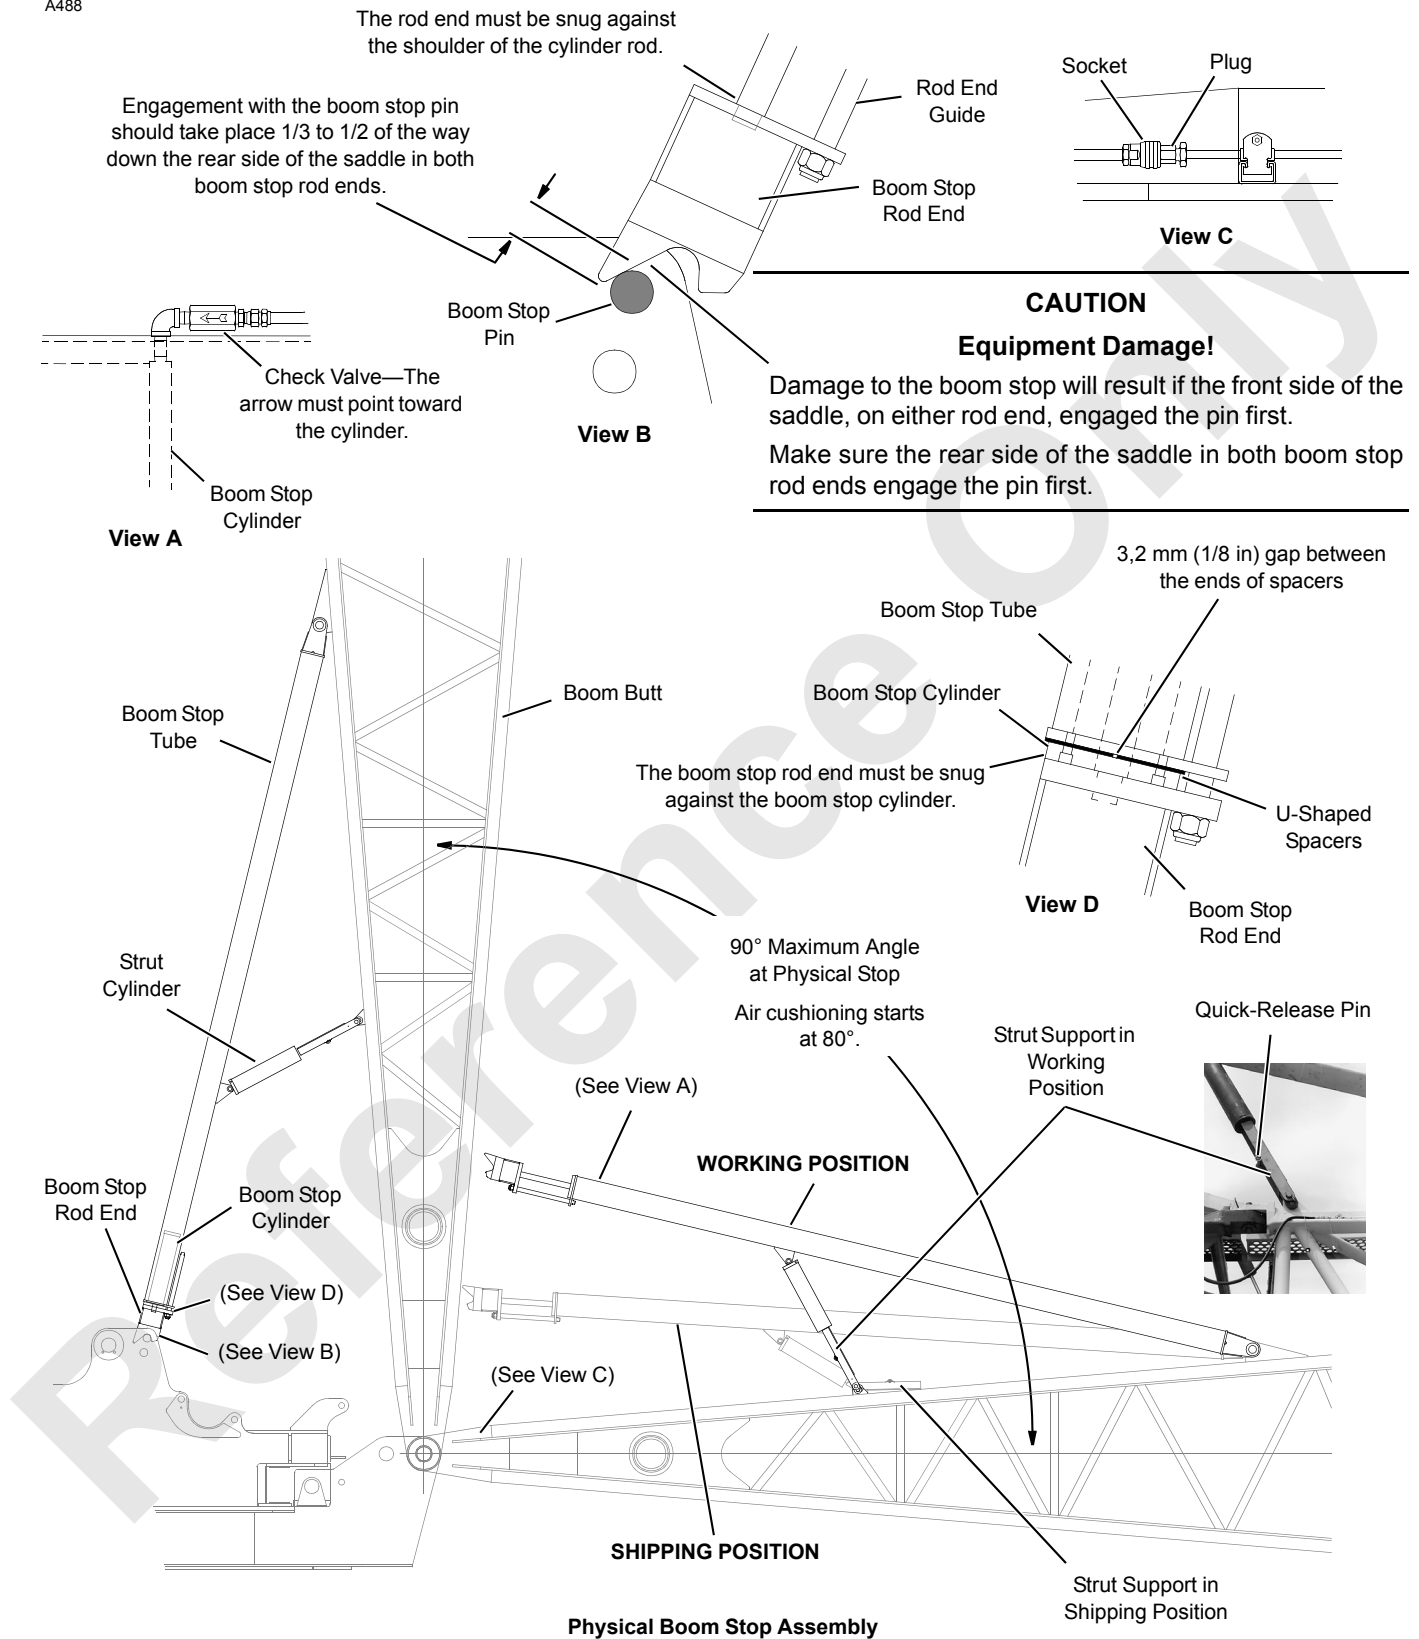 A488
The rod end must be snug against
the shoulder of the cylinder rod.
Engagement with the boom stop pin
should take place 1/3 to 1/2 of the way
down the rear side of the saddle in both
boom stop rod ends.
Rod End
Guide
Boom Stop
Rod End
Boom Stop
Pin
View B
Socket
Plug
View C
CAUTION
Equipment Damage!
Damage to the boom stop will result if the front side of the
saddle, on either rod end, engaged the pin first.
Make sure the rear side of the saddle in both boom stop
rod ends engage the pin first.
Check Valve—The
arrow must point toward
the cylinder.
Boom Stop
Cylinder
View A
3,2 mm (1/8 in) gap between
the ends of spacers
Boom Stop Tube
Boom Stop Cylinder
The boom stop rod end must be snug
against the boom stop cylinder.
U-Shaped
Spacers
View D
Boom Stop
Rod End
Boom Butt
Boom Stop
Tube
Strut
Cylinder
90° Maximum Angle
at Physical Stop
Air cushioning starts
at 80°.
Strut Support in
Working
Position
Quick-Release Pin
(See View A)
WORKING POSITION
Boom Stop
Rod End
Boom Stop
Cylinder
(See View D)
(See View B)
(See View C)
SHIPPING POSITION
Strut Support in
Shipping Position
Physical Boom Stop Assembly
Reference Only